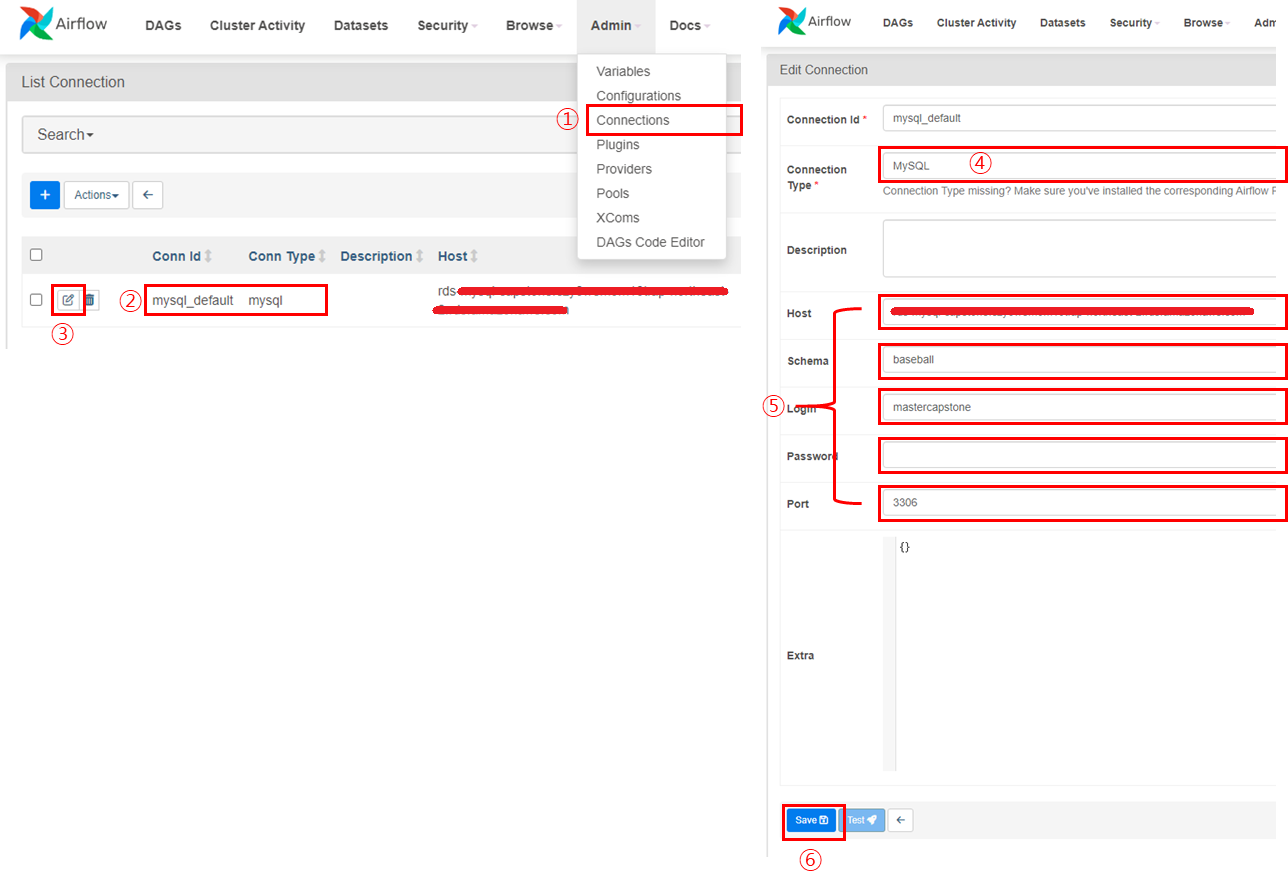 Airflow DAGs Cluster Activity Datasets Security Browse Admin Docs
List Connection
Search
Variables
Configurations
① Connections
Plugins
Providers
Pools
XComs
DAGs Code Editor
+ Actions ←
Conn Id Conn Type Description Host
② mysql_default mysql rds-
③
Airflow DAGs Cluster Activity Datasets Security Browse Adm
Edit Connection
Connection Id * mysql_default
Connection Type * MySQL ④
Connection Type missing? Make sure you've installed the corresponding Airflow P
Description
⑤
Host
Schema baseball
Login mastercapstone
Password
Port 3306
Extra {}
Save Test ←
⑥